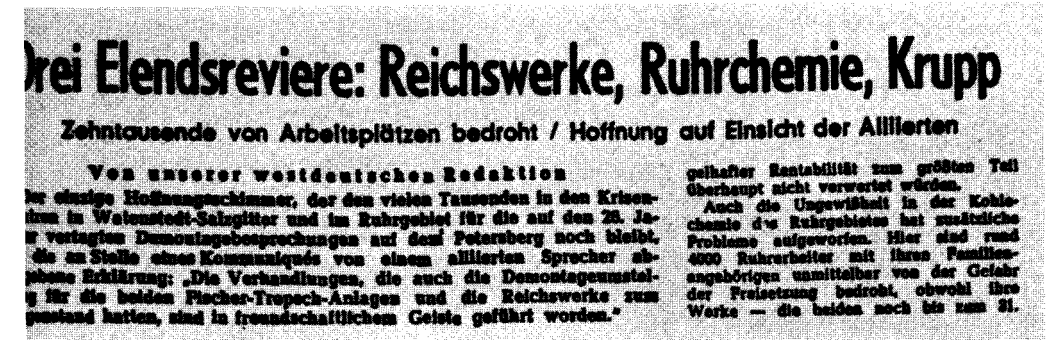 Drei Elendsreviere: Reichswerke, Ruhrchemie, Krupp
Zehntausende von Arbeitsplätzen bedroht / Hoffnung auf Einsicht der Alliierten
Von unserer westdeutschen Redaktion
der einzige Hoffnungsschimmer, der den vielen Tausenden in den Krisen-
in Watenstedt-Salzgitter und im Ruhrgebiet für die auf den 28. Ja-
vertagten Demontagebesprechungen auf dem Petersberg noch bleibt,
die an Stelle eines Kommuniqués von einem alliierten Sprecher ab-
gebene Erklärung: „Die Verhandlungen, die auch die Demontageumstel-
g für die beiden Fischer-Tropsch-Anlagen und die Reichswerke zum
genstand hatten, sind in freundschaftlichem Geiste geführt worden."
gelhafter Rentabilität zum größten Teil
überhaupt nicht verwertet würden.
Auch die Ungewißheit in der Kohle-
chemie des Ruhrgebietes hat zusätzliche
Probleme aufgeworfen. Hier sind rund
4000 Ruhrarbeiter mit ihren Familien-
angehörigen unmittelbar von der Gefahr
der Freisetzung bedroht, obwohl ihre
Werke — die beiden noch bis zum 31.